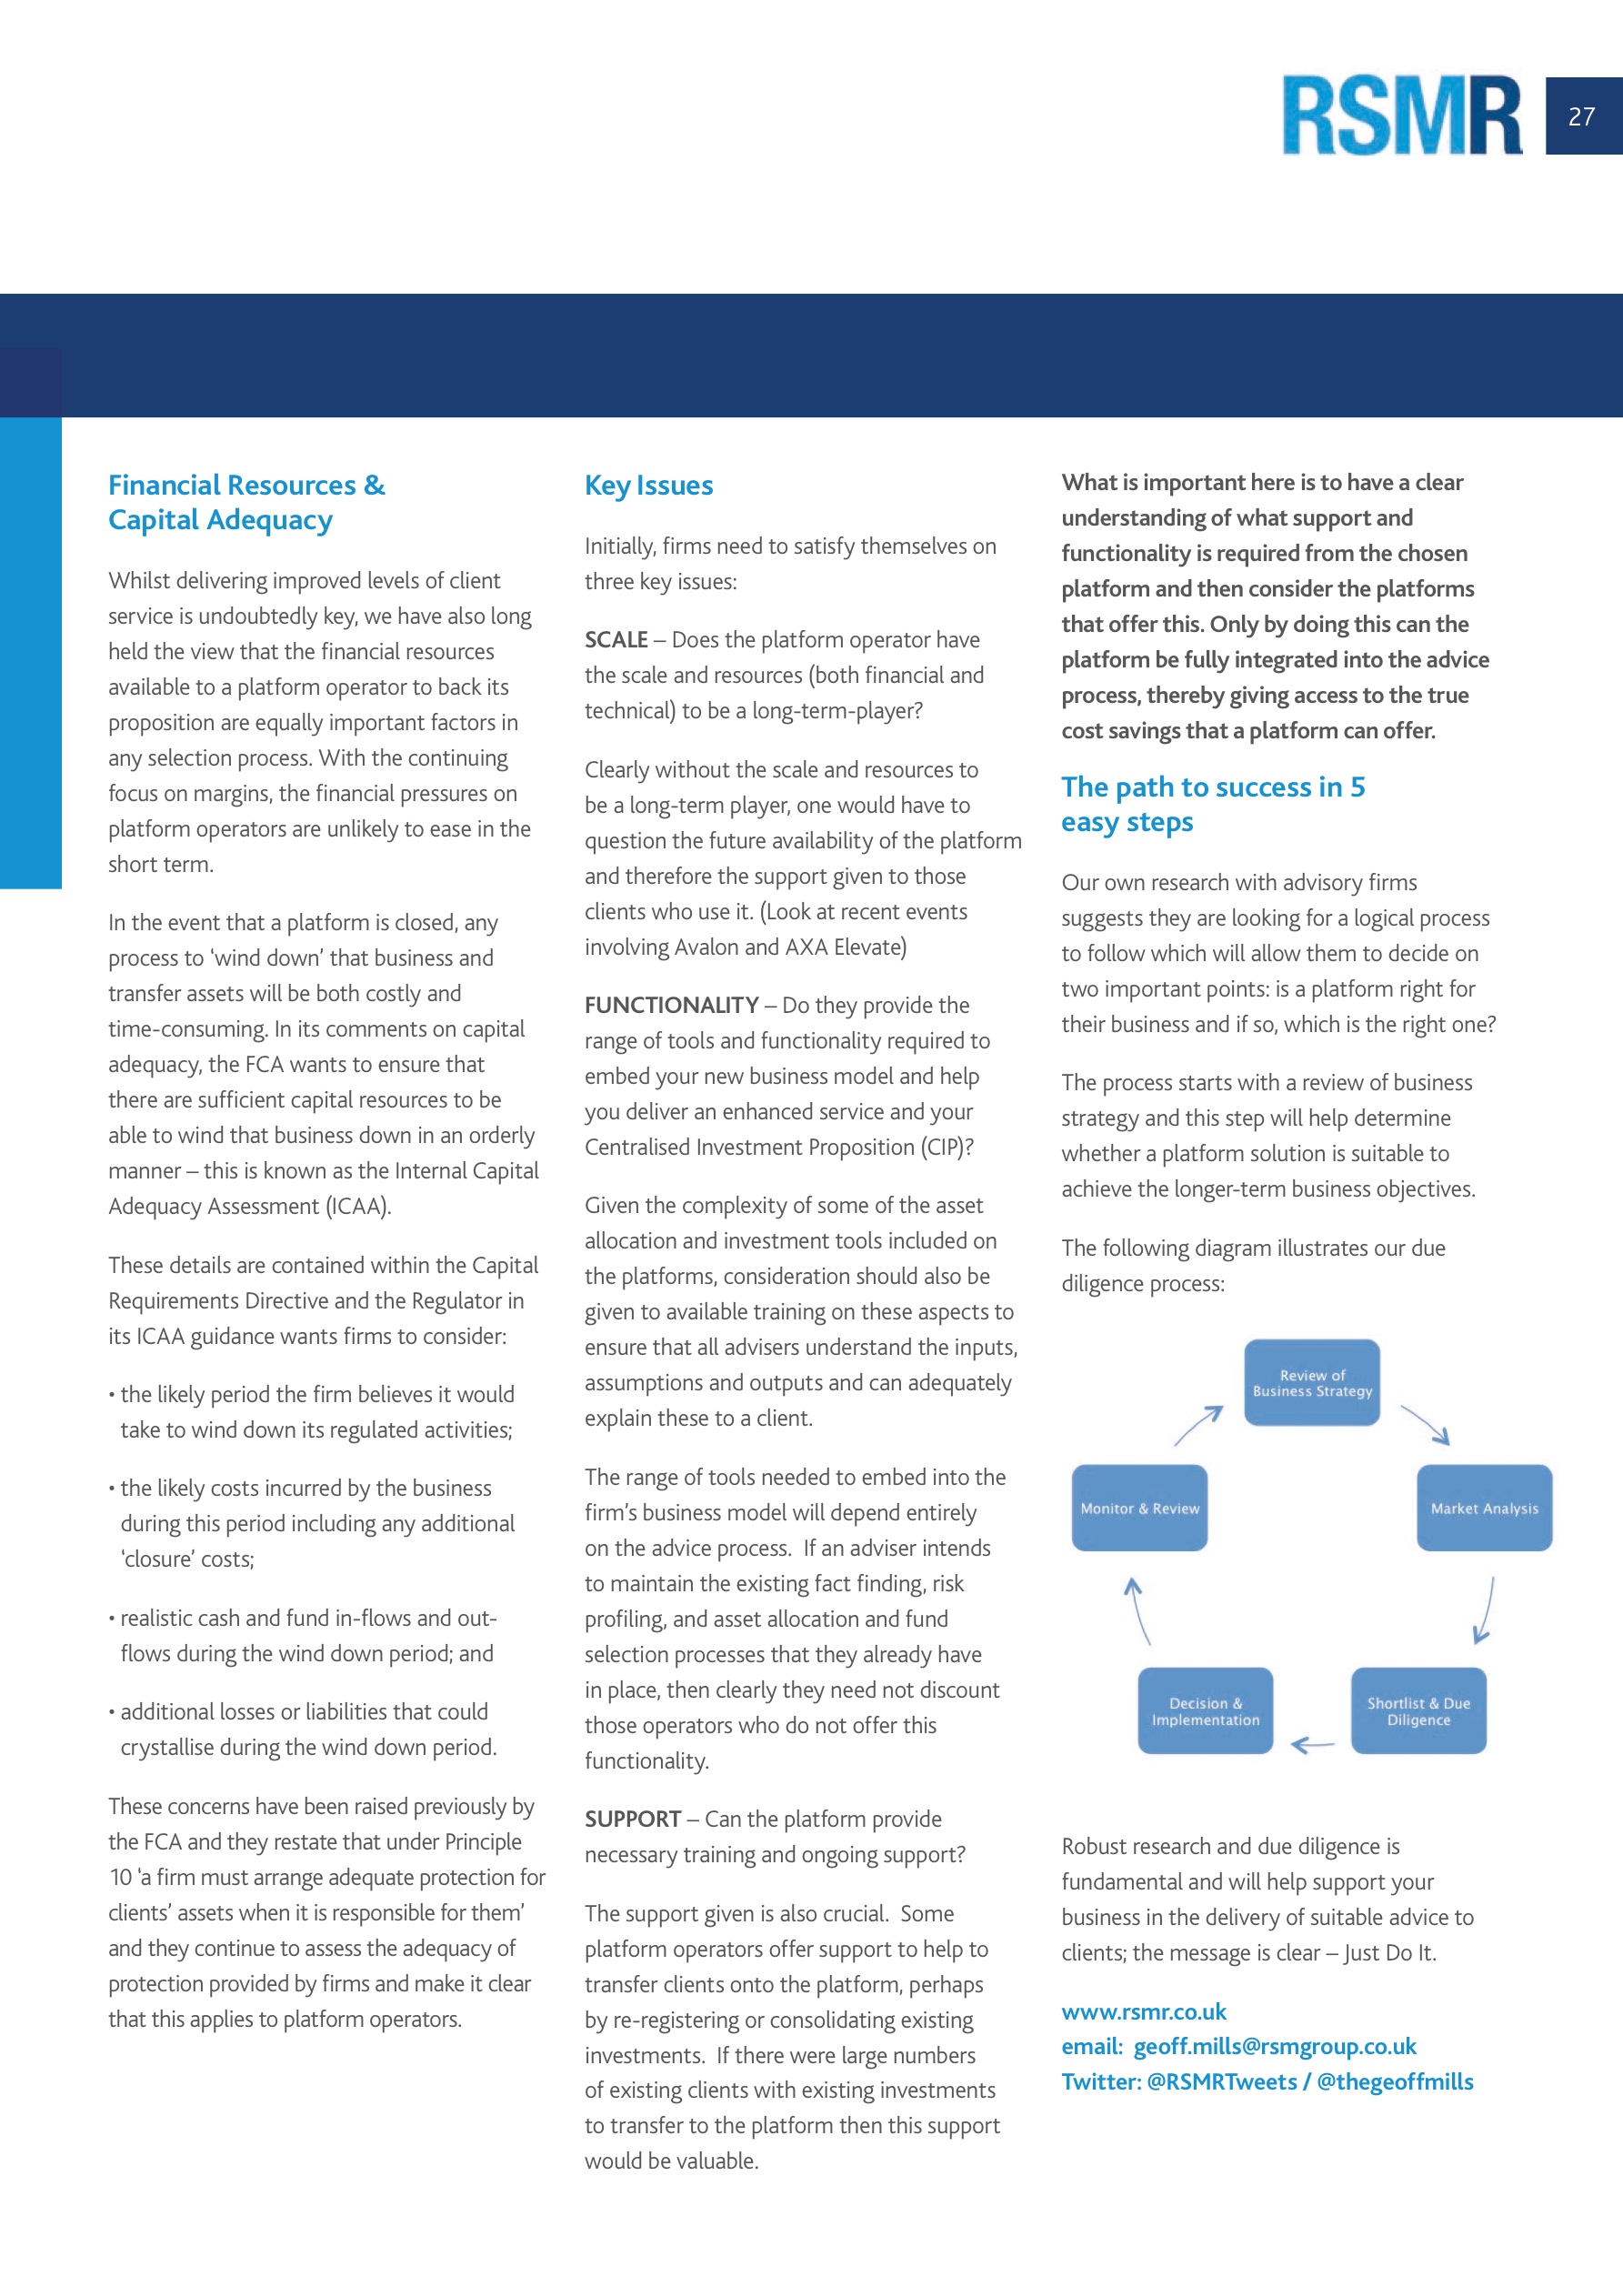 RSMR
27
Financial Resources &
Capital Adequacy
Whilst delivering improved levels of client
service is undoubtedly key, we have also long
held the view that the financial resources
available to a platform operator to back its
proposition are equally important factors in
any selection process. With the continuing
focus on margins, the financial pressures on
platform operators are unlikely to ease in the
short term.
In the event that a platform is closed, any
process to ‘wind down’ that business and
transfer assets will be both costly and
time-consuming. In its comments on capital
adequacy, the FCA wants to ensure that
there are sufficient capital resources to be
able to wind that business down in an orderly
manner – this is known as the Internal Capital
Adequacy Assessment (ICAA).
These details are contained within the Capital
Requirements Directive and the Regulator in
its ICAA guidance wants firms to consider:
• the likely period the firm believes it would
take to wind down its regulated activities;
• the likely costs incurred by the business
during this period including any additional
‘closure’ costs;
• realistic cash and fund in-flows and out-
flows during the wind down period; and
• additional losses or liabilities that could
crystallise during the wind down period.
These concerns have been raised previously by
the FCA and they restate that under Principle
10 ‘a firm must arrange adequate protection for
clients’ assets when it is responsible for them’
and they continue to assess the adequacy of
protection provided by firms and make it clear
that this applies to platform operators.
Key Issues
Initially, firms need to satisfy themselves on
three key issues:
SCALE – Does the platform operator have
the scale and resources (both financial and
technical) to be a long-term-player?
Clearly without the scale and resources to
be a long-term player, one would have to
question the future availability of the platform
and therefore the support given to those
clients who use it. (Look at recent events
involving Avalon and AXA Elevate)
FUNCTIONALITY – Do they provide the
range of tools and functionality required to
embed your new business model and help
you deliver an enhanced service and your
Centralised Investment Proposition (CIP)?
Given the complexity of some of the asset
allocation and investment tools included on
the platforms, consideration should also be
given to available training on these aspects to
ensure that all advisers understand the inputs,
assumptions and outputs and can adequately
explain these to a client.
The range of tools needed to embed into the
firm’s business model will depend entirely
on the advice process. If an adviser intends
to maintain the existing fact finding, risk
profiling, and asset allocation and fund
selection processes that they already have
in place, then clearly they need not discount
those operators who do not offer this
functionality.
SUPPORT – Can the platform provide
necessary training and ongoing support?
The support given is also crucial. Some
platform operators offer support to help to
transfer clients onto the platform, perhaps
by re-registering or consolidating existing
investments. If there were large numbers
of existing clients with existing investments
to transfer to the platform then this support
would be valuable.
What is important here is to have a clear
understanding of what support and
functionality is required from the chosen
platform and then consider the platforms
that offer this. Only by doing this can the
platform be fully integrated into the advice
process, thereby giving access to the true
cost savings that a platform can offer.
The path to success in 5
easy steps
Our own research with advisory firms
suggests they are looking for a logical process
to follow which will allow them to decide on
two important points: is a platform right for
their business and if so, which is the right one?
The process starts with a review of business
strategy and this step will help determine
whether a platform solution is suitable to
achieve the longer-term business objectives.
The following diagram illustrates our due
diligence process:
Review of
Business Strategy
Monitor & Review
Market Analysis
Decision &
Implementation
Shortlist & Due
Diligence
Robust research and due diligence is
fundamental and will help support your
business in the delivery of suitable advice to
clients; the message is clear – Just Do It.
www.rsmr.co.uk
email: geoff.mills@rsmgroup.co.uk
Twitter: @RSMRTweets / @thegeoffmills